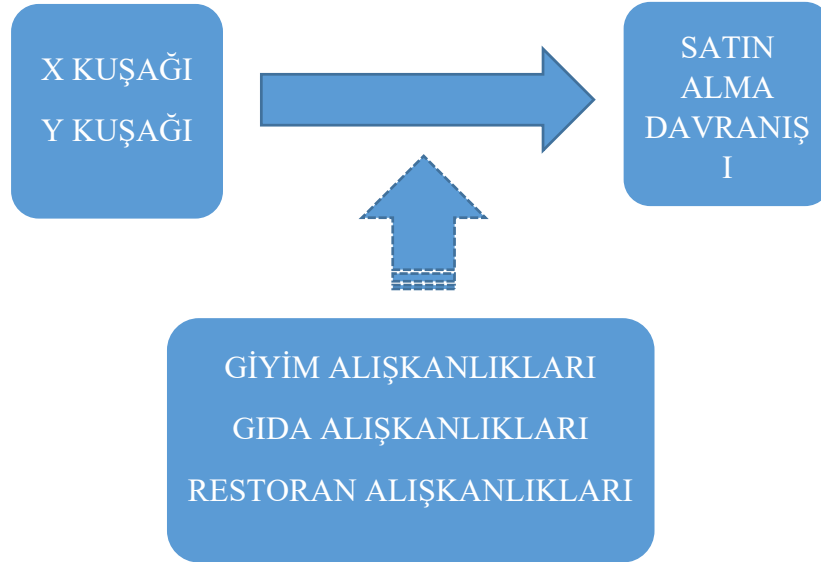 X KUŞAĞI
Y KUŞAĞI
SATIN
ALMA
DAVRANIŞ
I
GİYİM ALIŞKANLIKLARI
GIDA ALIŞKANLIKLARI
RESTORAN ALIŞKANLIKLARI